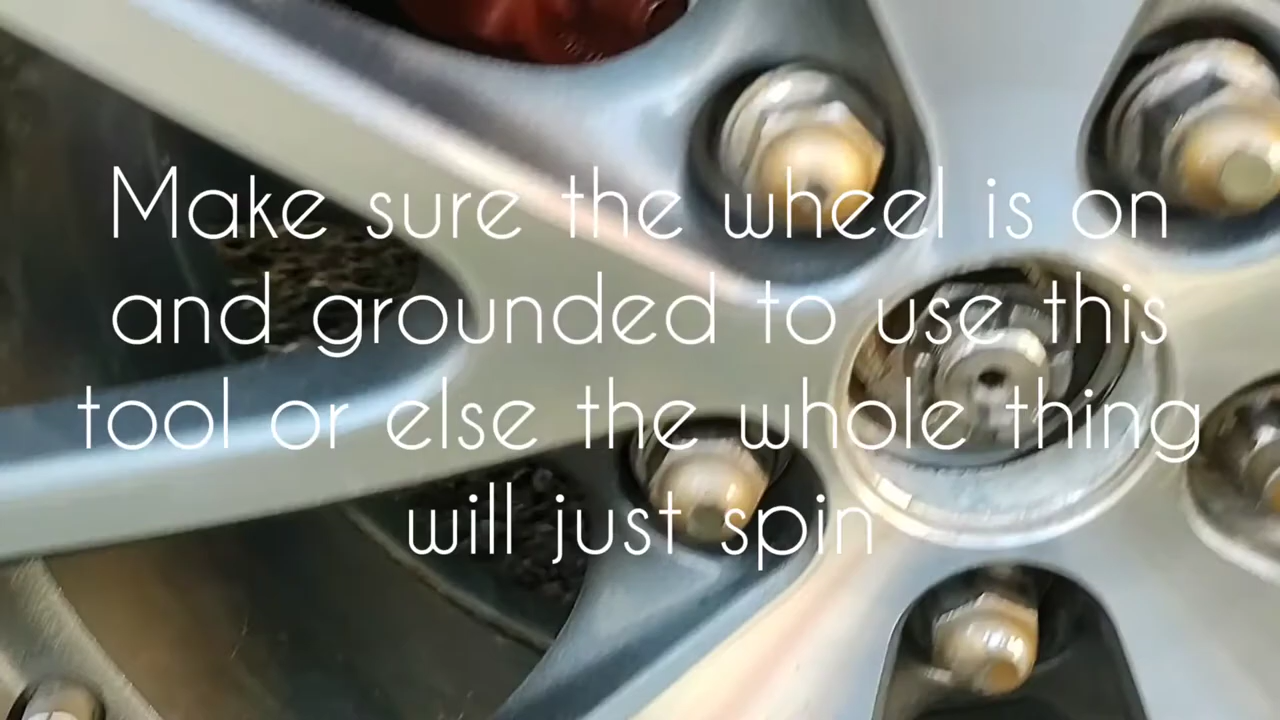 Make sure the wheel is on
and grounded to use this
tool or else the whole thing
will just spin